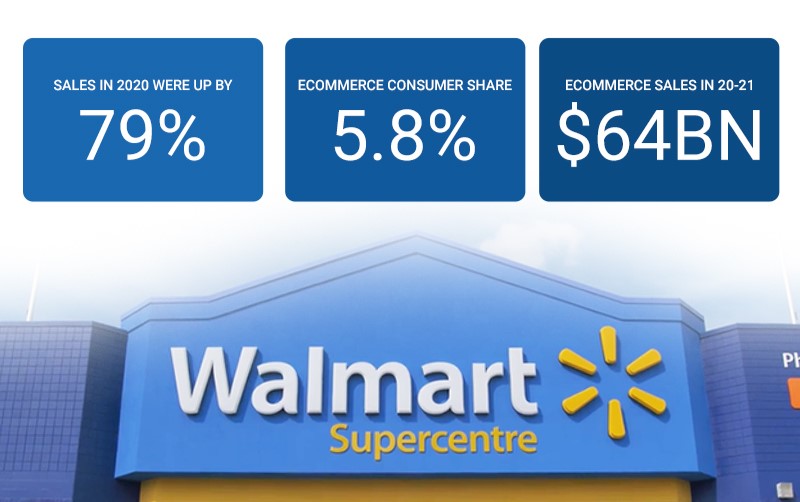 SALES IN 2020 WERE UP BY
79%
ECOMMERCE CONSUMER SHARE
5.8%
ECOMMERCE SALES IN 20-21
$64BN
Walmart
Supercentre